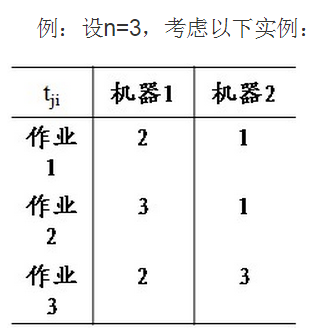 例：设n=3，考虑以下实例：
tji 机器1 机器2
作业
1 2 1
作业
2 3 1
作业
3 2 3